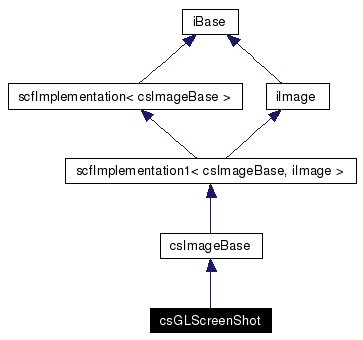 iBase
scfImplementation< csImageBase >
iImage
scfImplementation1< csImageBase, iImage >
csImageBase
csGLScreenShot